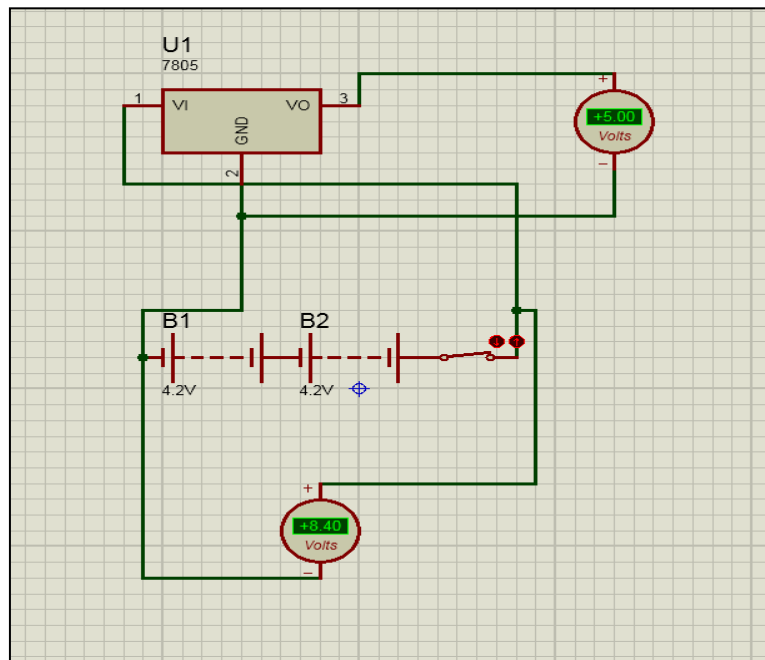 U1
7805
1 VI VO 3
GND
2
+
+5.00
Volts
−
B1 B2
4.2V 4.2V
+
+8.40
Volts
−